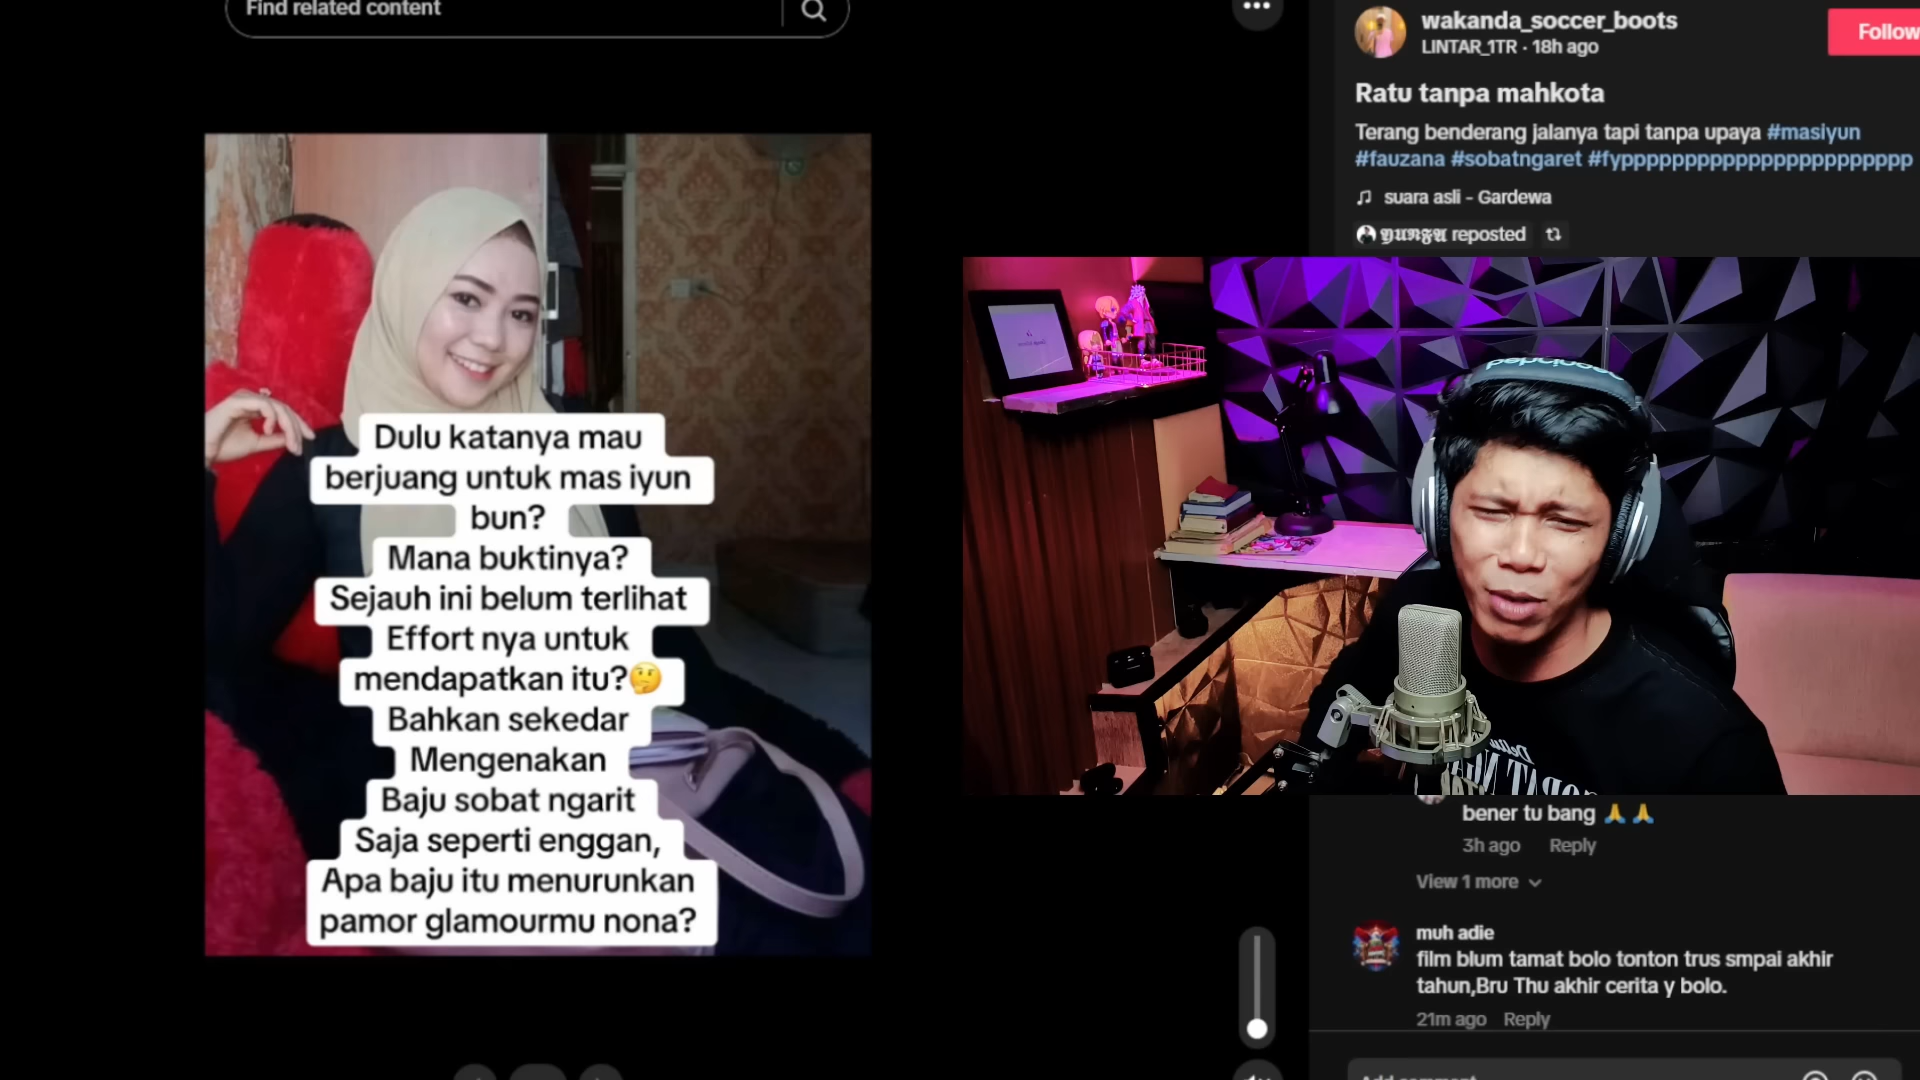 Find related content
wakanda_soccer_boots
LINTAR_1TR · 18h ago
Follow
Ratu tanpa mahkota
Terang benderang jalanya tapi tanpa upaya #masiyun
#fauzana #sobatngaret #fyppppppppppppppppppppppp
suara asli - Gardewa
reposted
Dulu katanya mau
berjuang untuk mas iyun
bun?
Mana buktinya?
Sejauh ini belum terlihat
Effort nya untuk
mendapatkan itu?🤔
Bahkan sekedar
Mengenakan
Baju sobat ngarit
Saja seperti enggan,
Apa baju itu menurunkan
pamor glamourmu nona?
bener tu bang 🙏🙏
3h ago Reply
View 1 more
muh adie
film blum tamat bolo tonton trus smpai akhir
tahun,Bru Thu akhir cerita y bolo.
21m ago Reply
Add comment